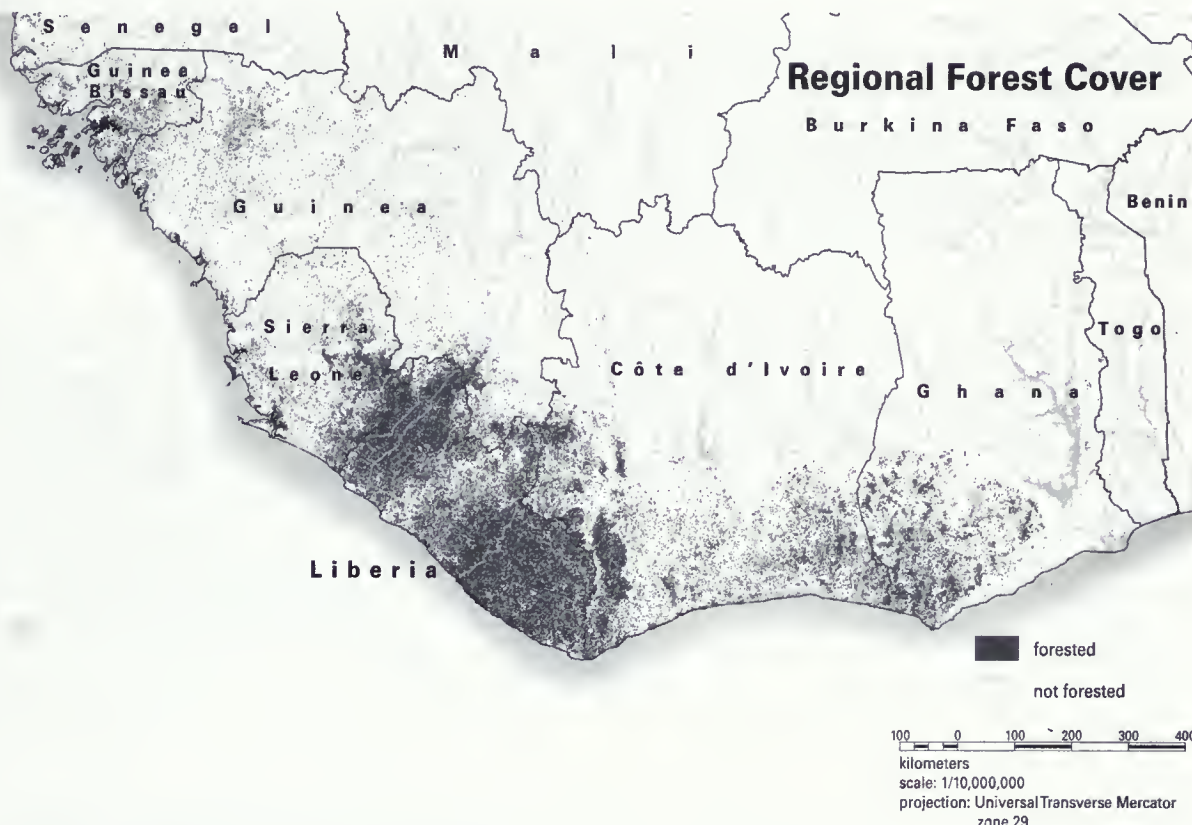 Senegel
Mali
Guinee
Bissau
Regional Forest Cover
Burkina Faso
Benin
Guinea
Sierra
Leone
Togo
Côte d'Ivoire
Ghana
Liberia
forested
not forested
100 0 100 200 300 400
kilometers
scale: 1/10,000,000
projection: Universal Transverse Mercator
zone 29